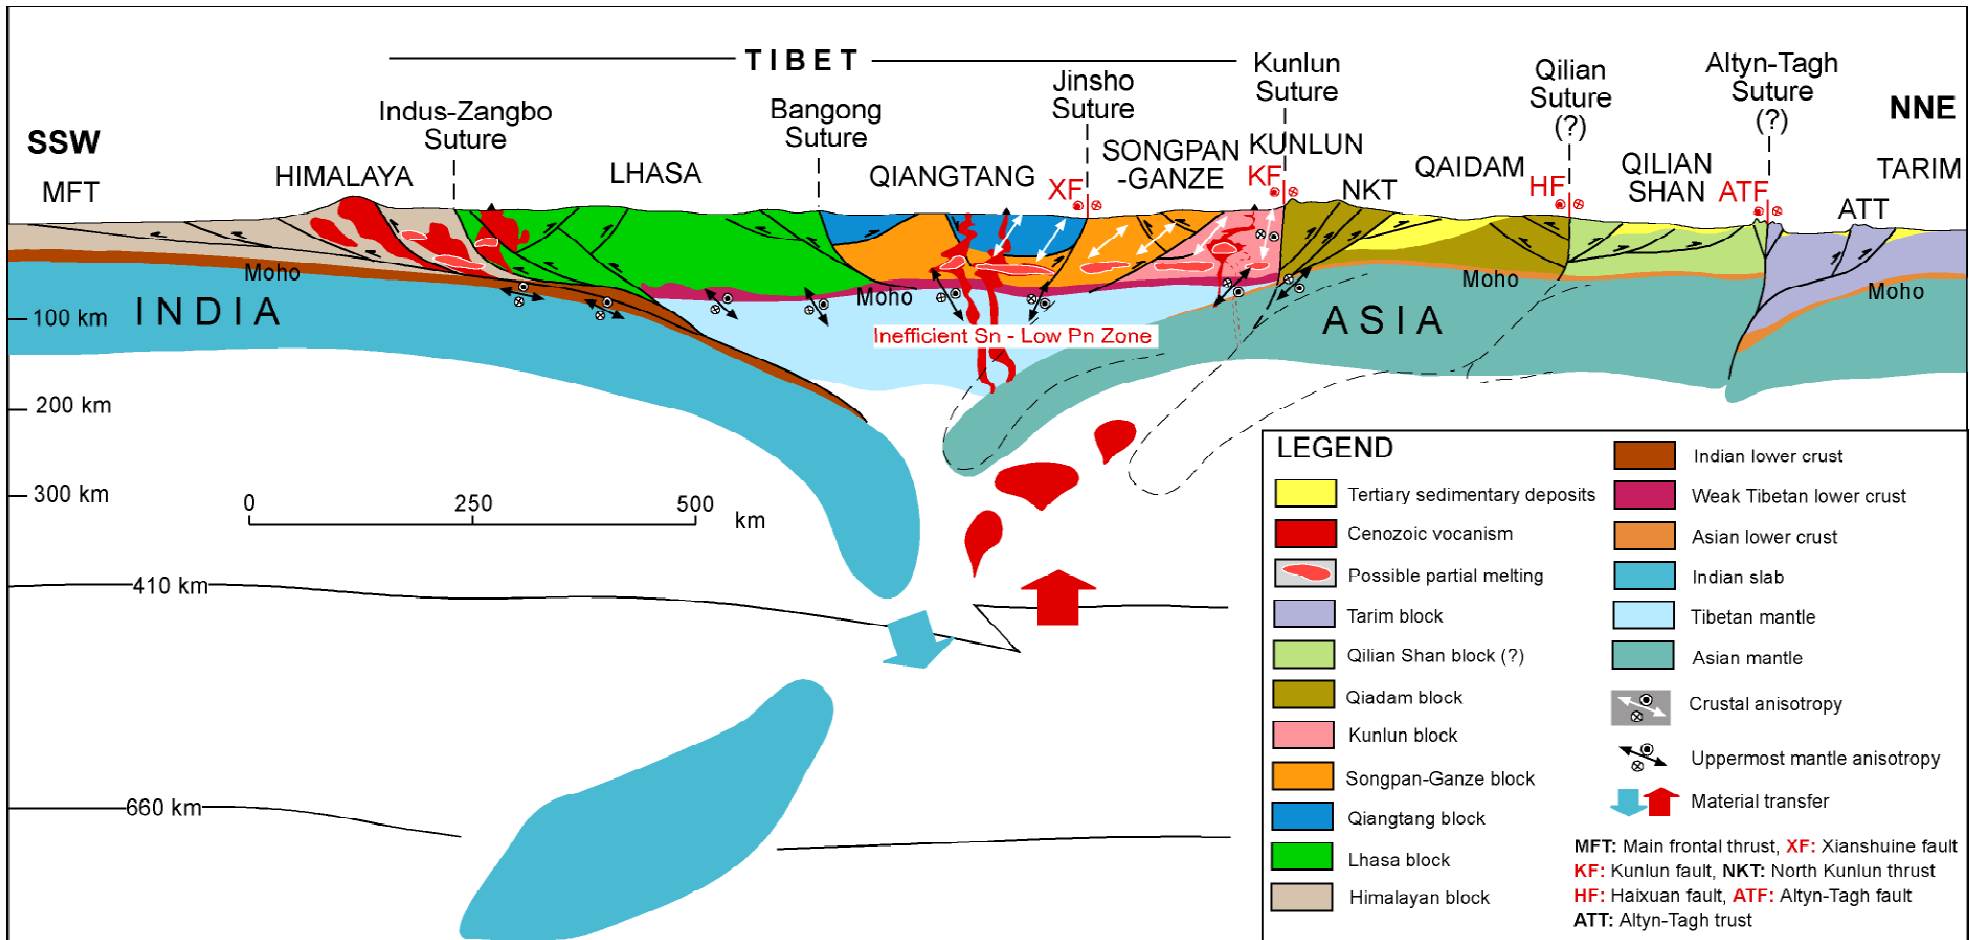 TIBET
Kunlun
Suture
Jinsho
Suture
Qilian
Suture
(?)
Altyn-Tagh
Suture
(?)
Indus-Zangbo
Suture
Bangong
Suture
SSW
NNE
MFT
HIMALAYA
LHASA
QIANGTANG
XF
SONGPAN
-GANZE
KUNLUN
KF
NKT
QAIDAM
HF
QILIAN
SHAN
ATF
TARIM
ATT
Moho
Moho
Moho
Moho
INDIA
ASIA
Inefficient Sn - Low Pn Zone
100 km
200 km
300 km
410 km
660 km
0
250
500
km
LEGEND
Tertiary sedimentary deposits
Cenozoic vocanism
Possible partial melting
Tarim block
Qilian Shan block (?)
Qiadam block
Kunlun block
Songpan-Ganze block
Qiangtang block
Lhasa block
Himalayan block
Indian lower crust
Weak Tibetan lower crust
Asian lower crust
Indian slab
Tibetan mantle
Asian mantle
Crustal anisotropy
Uppermost mantle anisotropy
Material transfer
MFT: Main frontal thrust, XF: Xianshuine fault
KF: Kunlun fault, NKT: North Kunlun thrust
HF: Haixuan fault, ATF: Altyn-Tagh fault
ATT: Altyn-Tagh trust